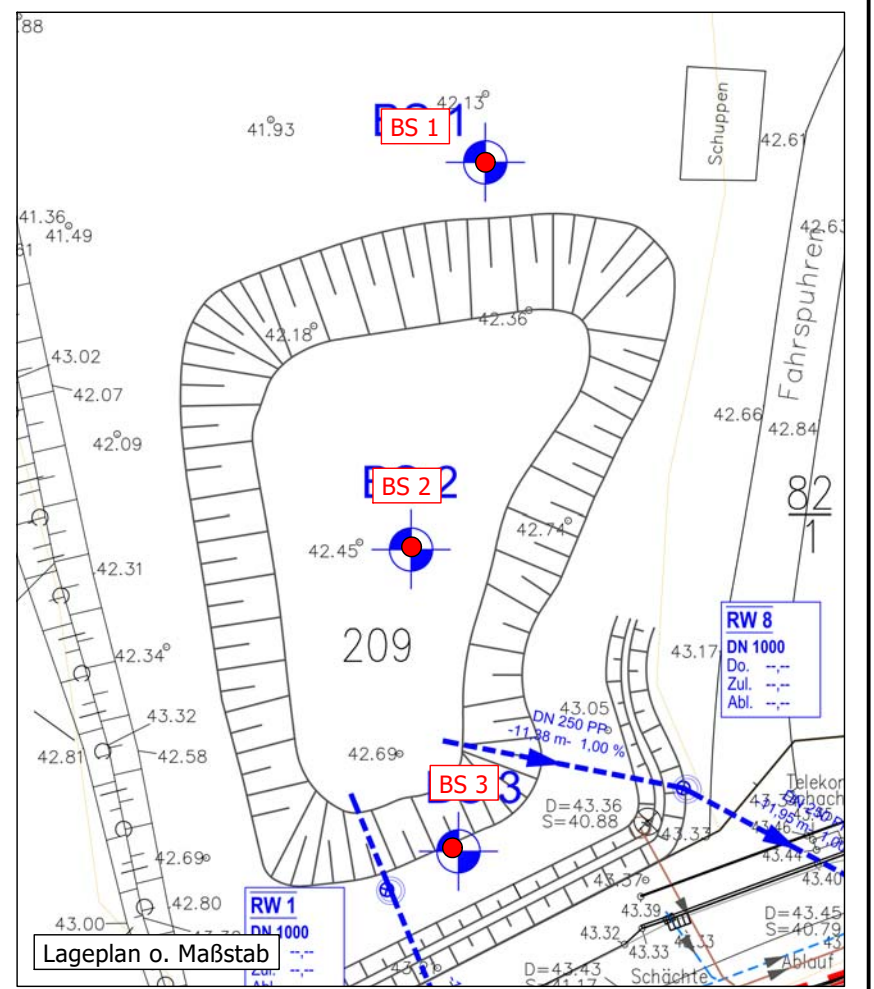 .88
42.13
BS 1
41.93
Schuppen
42.61
41.36
41.49
42.63
Fahrspuhren
42.18
42.36
43.02
42.07
42.66
42.84
42.09
BS 2
82
1
42.74
42.45
42.31
RW 8
DN 1000
Do. --,--
Zul. --,--
Abl. --,--
209
42.34
43.17
43.05
DN 250 PP
-11,38 m- 1,00 %
43.32
42.81
42.58
42.69
BS 3
D=43.36
S=40.88
43.33
43.46
43.44
43.40
42.69
43.37
42.80
RW 1
DN 1000
--,--
43.00
43.39
43.32
43.33
D=43.45
S=40.79
Lageplan o. Maßstab
D=43.43
S=41.17
Schächte
Ablauf